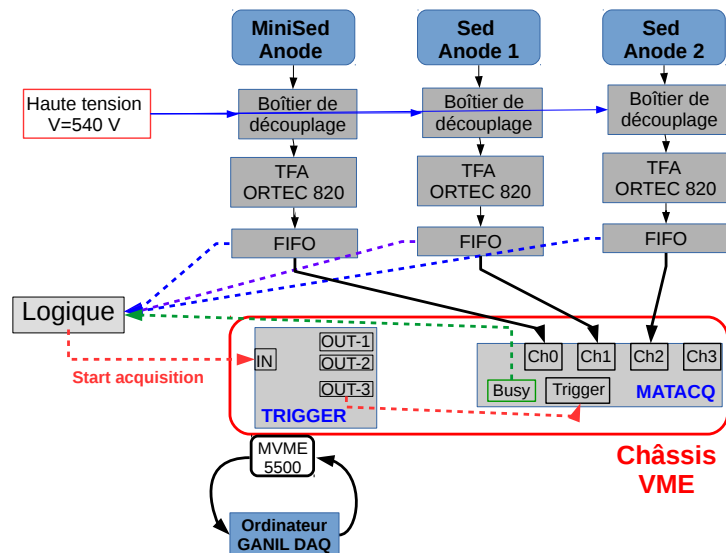 MiniSed
Anode
Sed
Anode 1
Sed
Anode 2
Haute tension
V=540 V
Boîtier de
découplage
Boîtier de
découplage
Boîtier de
découplage
TFA
ORTEC 820
TFA
ORTEC 820
TFA
ORTEC 820
FIFO
FIFO
FIFO
Logique
Start acquisition
IN
OUT-1
OUT-2
OUT-3
TRIGGER
Ch0
Ch1
Ch2
Ch3
Busy
Trigger
MATACQ
Châssis
VME
MVME
5500
Ordinateur
GANIL DAQ